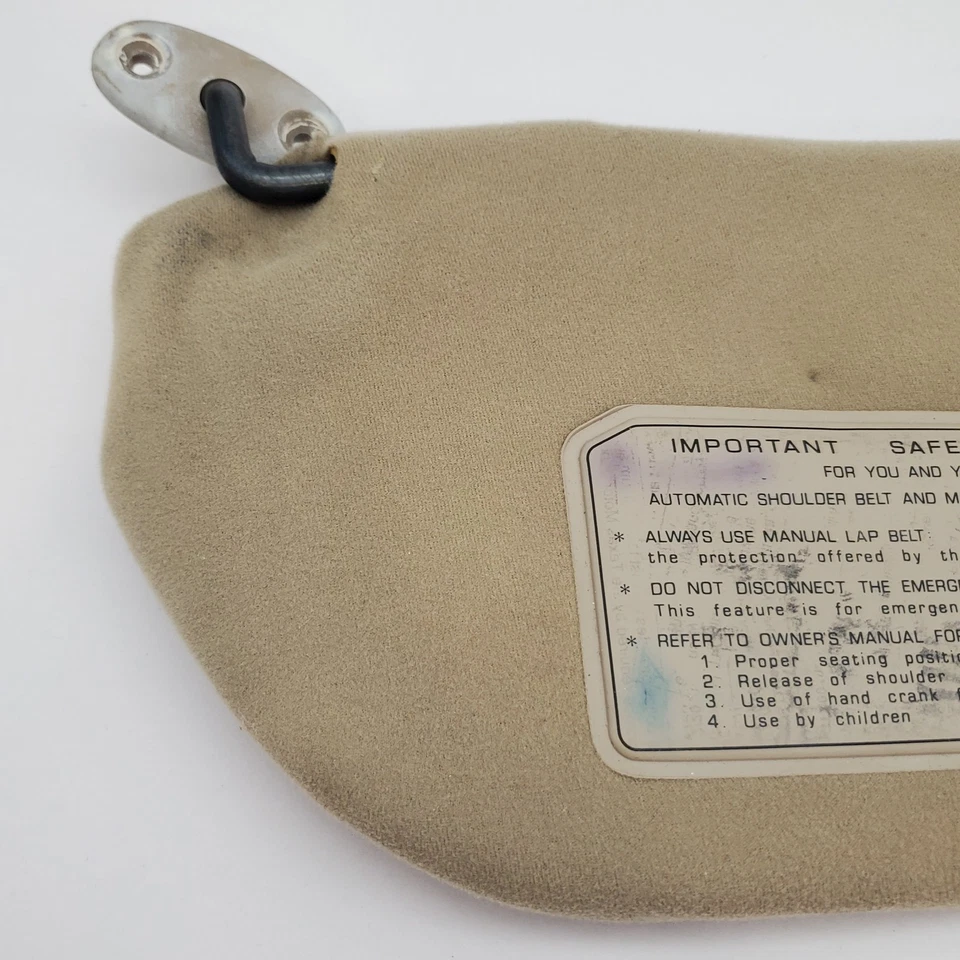 IMPORTANT SAFE
FOR YOU AND Y
AUTOMATIC SHOULDER BELT AND M
* ALWAYS USE MANUAL LAP BELT:
the protection offered by th
* DO NOT DISCONNECT THE EMERGE
This feature is for emergen
* REFER TO OWNER'S MANUAL FOR
1. Proper seating positio
2. Release of shoulder
3. Use of hand crank f
4. Use by children